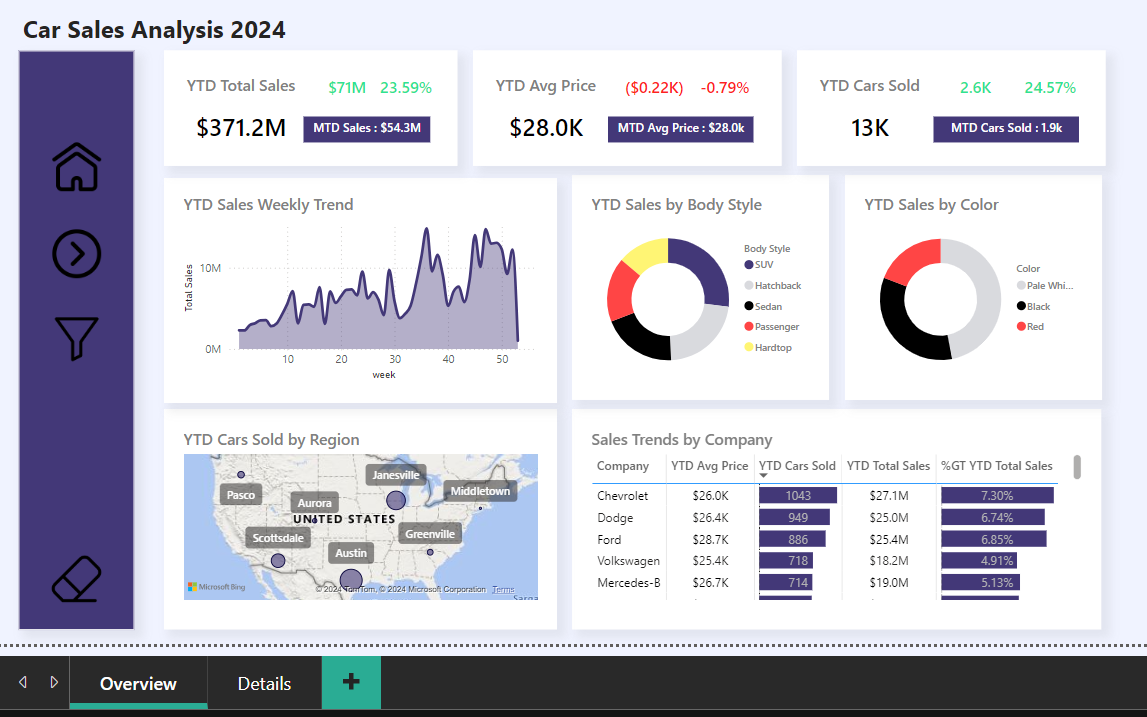 Car Sales Analysis 2024
YTD Total Sales $71M 23.59%
$371.2M MTD Sales : $54.3M
YTD Avg Price ($0.22K) -0.79%
$28.0K MTD Avg Price : $28.0k
YTD Cars Sold 2.6K 24.57%
13K MTD Cars Sold : 1.9k
YTD Sales Weekly Trend
Total Sales
10M
0M
10 20 30 40 50
week
YTD Sales by Body Style
Body Style
SUV
Hatchback
Sedan
Passenger
Hardtop
YTD Sales by Color
Color
Pale Whi...
Black
Red
YTD Cars Sold by Region
Janesville
Pasco
Middletown
Aurora
UNITED STATES
Scottsdale
Greenville
Austin
Microsoft Bing
© 2024 TomTom, © 2024 Microsoft Corporation Terms
Sales Trends by Company
Company YTD Avg Price YTD Cars Sold YTD Total Sales %GT YTD Total Sales
Chevrolet $26.0K 1043 $27.1M 7.30%
Dodge $26.4K 949 $25.0M 6.74%
Ford $28.7K 886 $25.4M 6.85%
Volkswagen $25.4K 718 $18.2M 4.91%
Mercedes-B $26.7K 714 $19.0M 5.13%
Overview
Details
+